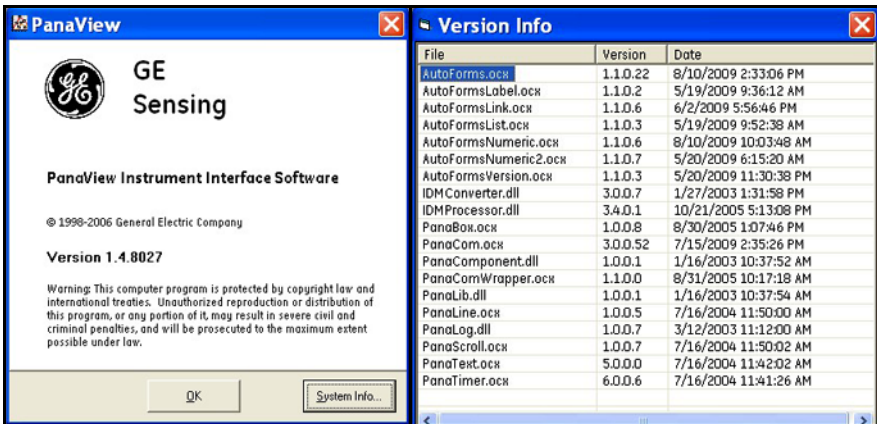 PanaView
GE
Sensing
PanaView Instrument Interface Software
© 1998-2006 General Electric Company
Version 1.4.8027
Warning: This computer program is protected by copyright law and
international treaties. Unauthorized reproduction or distribution of
this program, or any portion of it, may result in severe civil and
criminal penalties, and will be prosecuted to the maximum extent
possible under law.
OK
System Info...
Version Info
File Version Date
AutoForms.ocx 1.1.0.22 8/10/2009 2:33:06 PM
AutoFormsLabel.ocx 1.1.0.2 5/19/2009 9:36:12 AM
AutoFormsLink.ocx 1.1.0.6 6/2/2009 5:56:46 PM
AutoFormsList.ocx 1.1.0.3 5/19/2009 9:52:38 AM
AutoFormsNumeric.ocx 1.1.0.6 8/10/2009 10:03:48 AM
AutoFormsNumeric2.ocx 1.1.0.7 5/20/2009 6:15:20 AM
AutoFormsVersion.ocx 1.1.0.3 5/20/2009 11:30:38 PM
IDMConverter.dll 3.0.0.7 1/27/2003 1:31:58 PM
IDMProcessor.dll 3.4.0.1 10/21/2005 5:13:08 PM
PanaBox.ocx 1.0.0.8 8/30/2005 1:07:46 PM
PanaCom.ocx 3.0.0.52 7/15/2009 2:35:26 PM
PanaComponent.dll 1.0.0.1 1/16/2003 10:37:52 AM
PanaComWrapper.ocx 1.1.0.0 8/31/2005 10:17:18 AM
PanaLib.dll 1.0.0.1 1/16/2003 10:37:54 AM
PanaLine.ocx 1.0.0.5 7/16/2004 11:50:00 AM
PanaLog.dll 1.0.0.7 3/12/2003 11:12:00 AM
PanaScroll.ocx 1.0.0.7 7/16/2004 11:50:02 AM
PanaText.ocx 5.0.0.0 7/16/2004 11:42:02 AM
PanaTimer.ocx 6.0.0.6 7/16/2004 11:41:26 AM